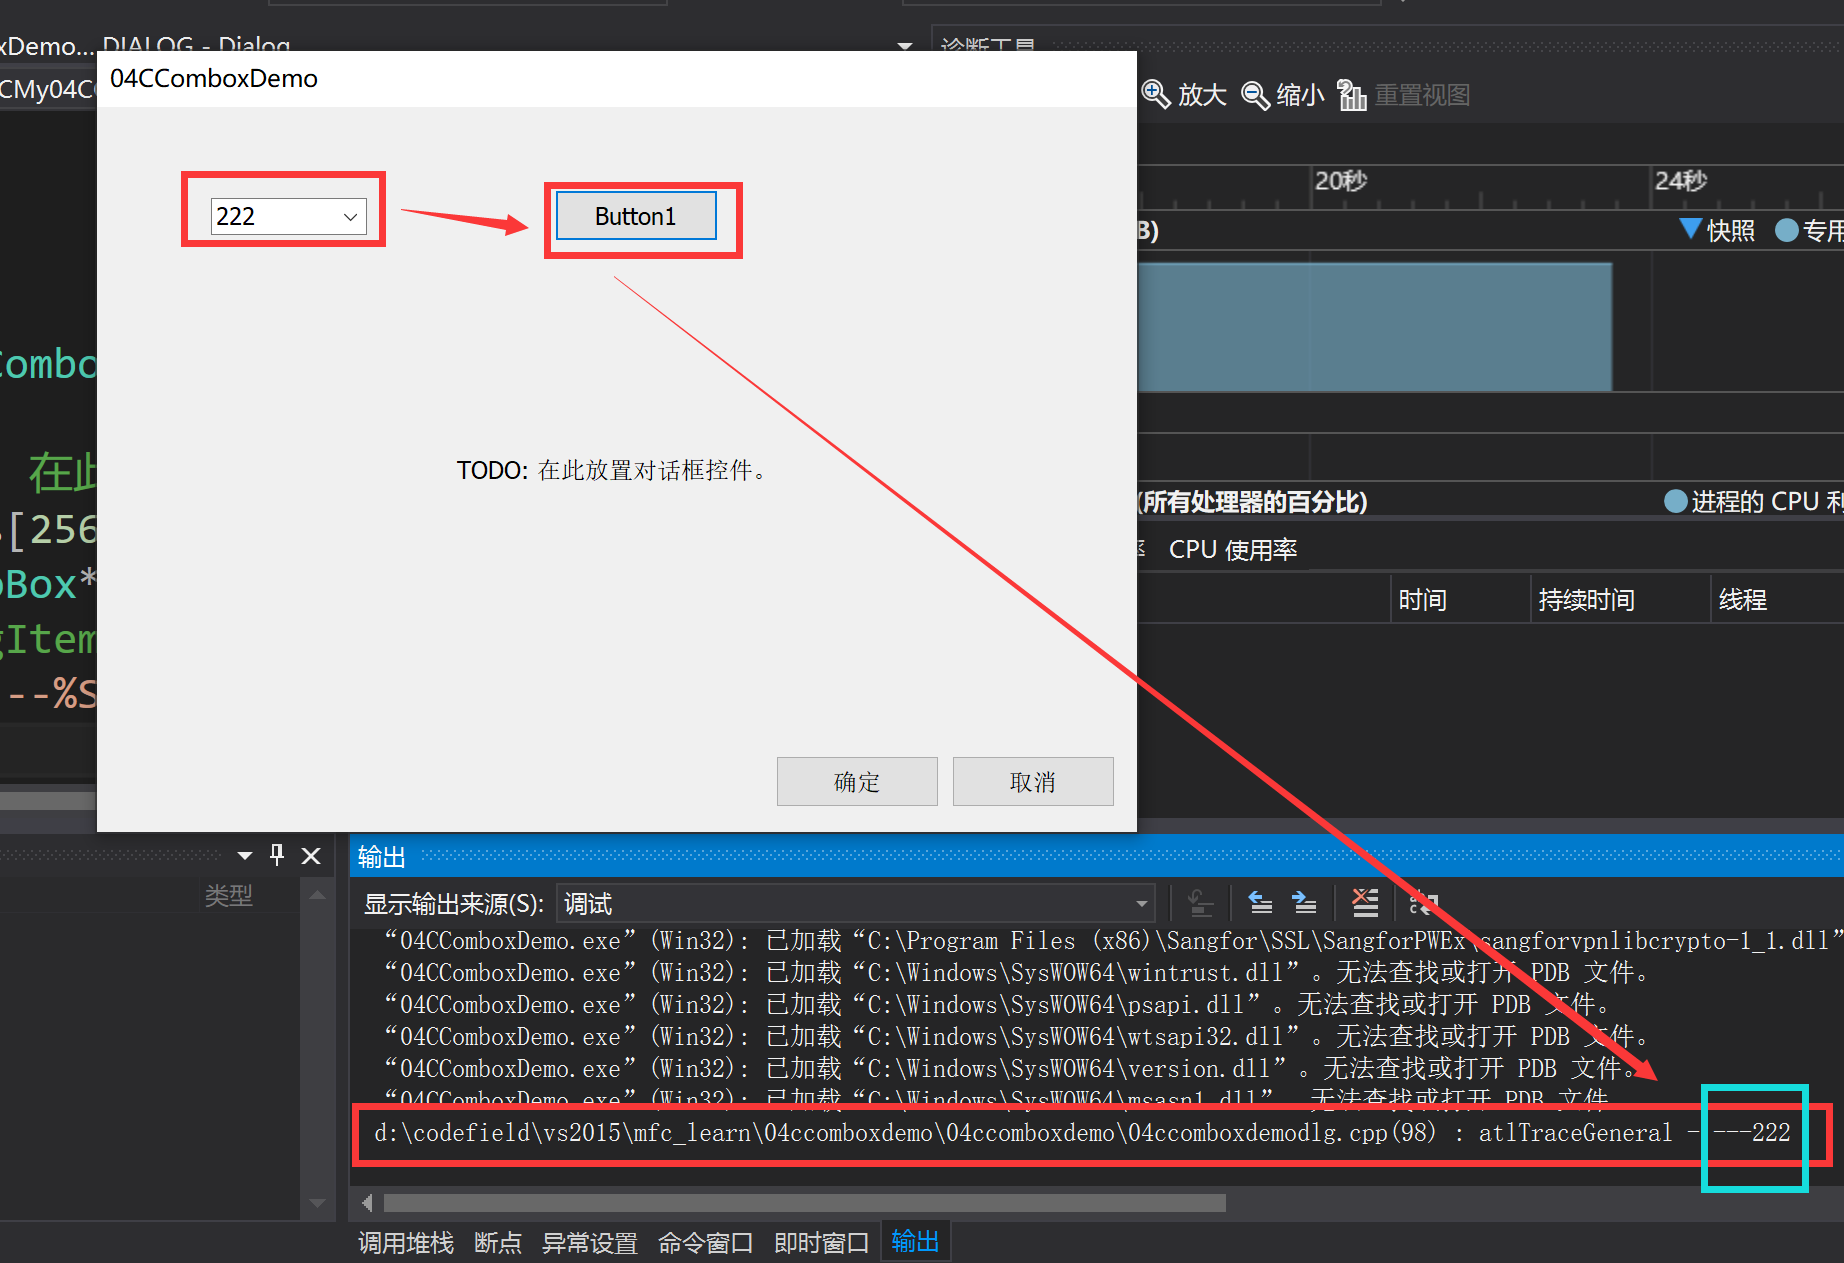 xDemo... DIALOG - Dialog
诊断工具
CMy04C
04CComboxDemo
放大 缩小 重置视图
20秒 24秒
222
Button1
B)
快照 专用
Combo
在此
[256
TODO: 在此放置对话框控件。
(所有处理器的百分比)
进程的 CPU 利
CPU 使用率
oBox*
时间 持续时间 线程
gItem
--%S
确定 取消
输出
类型
显示输出来源(S): 调试
“04CComboxDemo.exe” (Win32): 已加载 “C:\Program Files (x86)\Sangfor\SSL\SangforPWEx\sangforvpnlibcrypto-1_1.dll”
“04CComboxDemo.exe” (Win32): 已加载 “C:\Windows\SysWOW64\wintrust.dll” 。无法查找或打开 PDB 文件。
“04CComboxDemo.exe” (Win32): 已加载 “C:\Windows\SysWOW64\psapi.dll” 。无法查找或打开 PDB 文件。
“04CComboxDemo.exe” (Win32): 已加载 “C:\Windows\SysWOW64\wtsapi32.dll” 。无法查找或打开 PDB 文件。
“04CComboxDemo.exe” (Win32): 已加载 “C:\Windows\SysWOW64\version.dll” 。无法查找或打开 PDB 文件。
“04CComboxDemo.exe” (Win32): 已加载 “C:\Windows\SysWOW64\msasn1.dll” 。无法查找或打开 PDB 文件
d:\codefield\vs2015\mfc_learn\04ccomboxdemo\04ccomboxdemo\04ccomboxdemodlg.cpp(98) : atlTraceGeneral - ---222
调用堆栈 断点 异常设置 命令窗口 即时窗口 输出